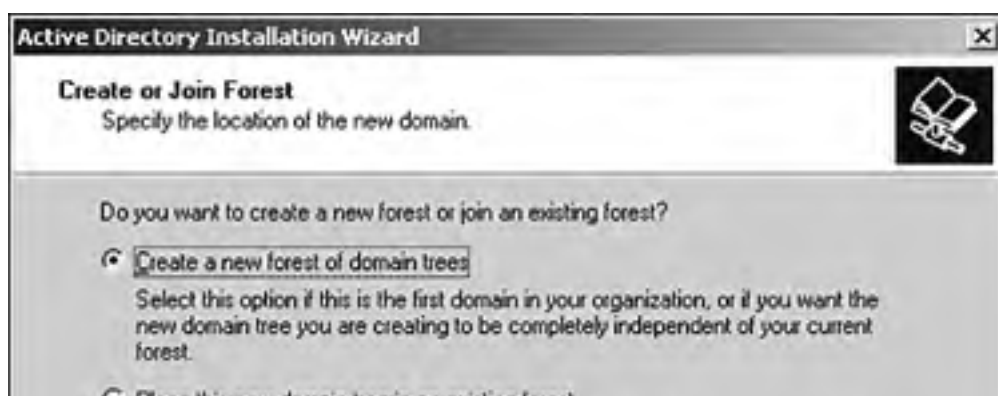 Active Directory Installation Wizard
Create or Join Forest
Specify the location of the new domain.
Do you want to create a new forest or join an existing forest?
Create a new forest of domain trees
Select this option if this is the first domain in your organization, or if you want the
new domain tree you are creating to be completely independent of your current
forest.